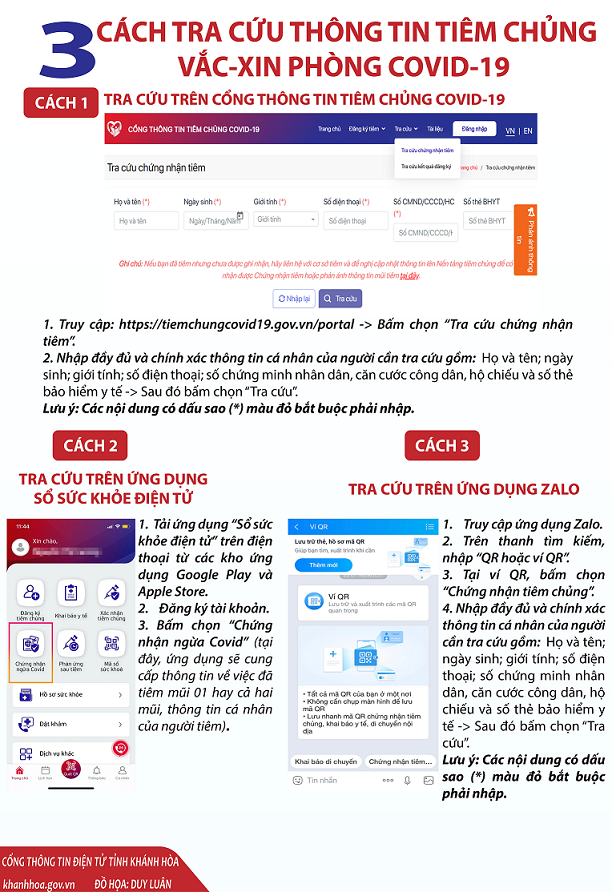 3 CÁCH TRA CỨU THÔNG TIN TIÊM CHỦNG
VẮC-XIN PHÒNG COVID-19
CÁCH 1 TRA CỨU TRÊN CỔNG THÔNG TIN TIÊM CHỦNG COVID-19
CỔNG THÔNG TIN TIÊM CHỦNG COVID-19 Trang chủ Đăng ký tiêm Tra cứu Tài liệu Đăng nhập VN | EN
Tra cứu chứng nhận tiêm
Tra cứu kết quả đăng ký
Tra cứu chứng nhận tiêm / Tra cứu chứng nhận tiêm
Họ và tên (*) Ngày sinh (*) Giới tính (*) Số điện thoại (*) Số CMND/CCCD/HC (*) Số thẻ BHYT
Họ và tên Ngày/Tháng/Năm Giới tính Số điện thoại Số CMND/CCCD/H Số thẻ BHYT
Phản ánh thông tin
Ghi chú: Nếu bạn đã tiêm nhưng chưa được ghi nhận, hãy liên hệ với cơ sở tiêm và đề nghị cập nhật thông tin lên Nền tảng tiêm chủng để có
nhận được Chứng nhận tiêm hoặc phản ánh thông tin mũi tiêm tại đây.
Nhập lại Tra cứu
1. Truy cập: https://tiemchungcovid19.gov.vn/portal -> Bấm chọn “Tra cứu chứng nhận
tiêm”.
2. Nhập đầy đủ và chính xác thông tin cá nhân của người cần tra cứu gồm: Họ và tên; ngày
sinh; giới tính; số điện thoại; số chứng minh nhân dân, căn cước công dân, hộ chiếu và số thẻ
bảo hiểm y tế -> Sau đó bấm chọn “Tra cứu”.
Lưu ý: Các nội dung có dấu sao (*) màu đỏ bắt buộc phải nhập.
CÁCH 2
TRA CỨU TRÊN ỨNG DỤNG
SỔ SỨC KHỎE ĐIỆN TỬ
11:44
Xin chào,
Đăng ký tiêm chủng Khai báo y tế Xác nhận tiêm chủng
Chứng nhận ngừa Covid Phản ứng sau tiêm Mã số sức khoẻ
Hồ sơ sức khỏe
Đặt khám
Dịch vụ khác
Trang chủ Quét QR
1. Tải ứng dụng “Sổ sức
khỏe điện tử” trên điện
thoại từ các kho ứng
dụng Google Play và
Apple Store.
2. Đăng ký tài khoản.
3. Bấm chọn “Chứng
nhận ngừa Covid” (tại
đây, ứng dụng sẽ cung
cấp thông tin về việc đã
tiêm mũi 01 hay cả hai
mũi, thông tin cá nhân
của người tiêm).
CÁCH 3
TRA CỨU TRÊN ỨNG DỤNG ZALO
Ví QR
Lưu trữ thẻ, hồ sơ mã QR
Giúp bạn tìm, xuất trình khi cần
Thêm mới
Ví QR
Lưu trữ và xuất trình các mã QR
quan trọng
• Tất cả mã QR của bạn ở một nơi
• Không cần chụp màn hình để lưu
mã QR
• Lưu nhanh mã QR chứng nhận tiêm
chủng, khai báo y tế, di chuyển nội
địa
Khai báo di chuyển Chứng nhận tiêm...
Tin nhắn
1. Truy cập ứng dụng Zalo.
2. Trên thanh tìm kiếm,
nhập “QR hoặc ví QR”.
3. Tại ví QR, bấm chọn
“Chứng nhận tiêm chủng”.
4. Nhập đầy đủ và chính xác
thông tin cá nhân của người
cần tra cứu gồm: Họ và tên;
ngày sinh; giới tính; số điện
thoại; số chứng minh nhân
dân, căn cước công dân, hộ
chiếu và số thẻ bảo hiểm y
tế -> Sau đó bấm chọn “Tra
cứu”.
Lưu ý: Các nội dung có dấu
sao (*) màu đỏ bắt buộc
phải nhập.
CỔNG THÔNG TIN ĐIỆN TỬ TỈNH KHÁNH HÒA
khanhhoa.gov.vn ĐỒ HỌA: DUY LUÂN